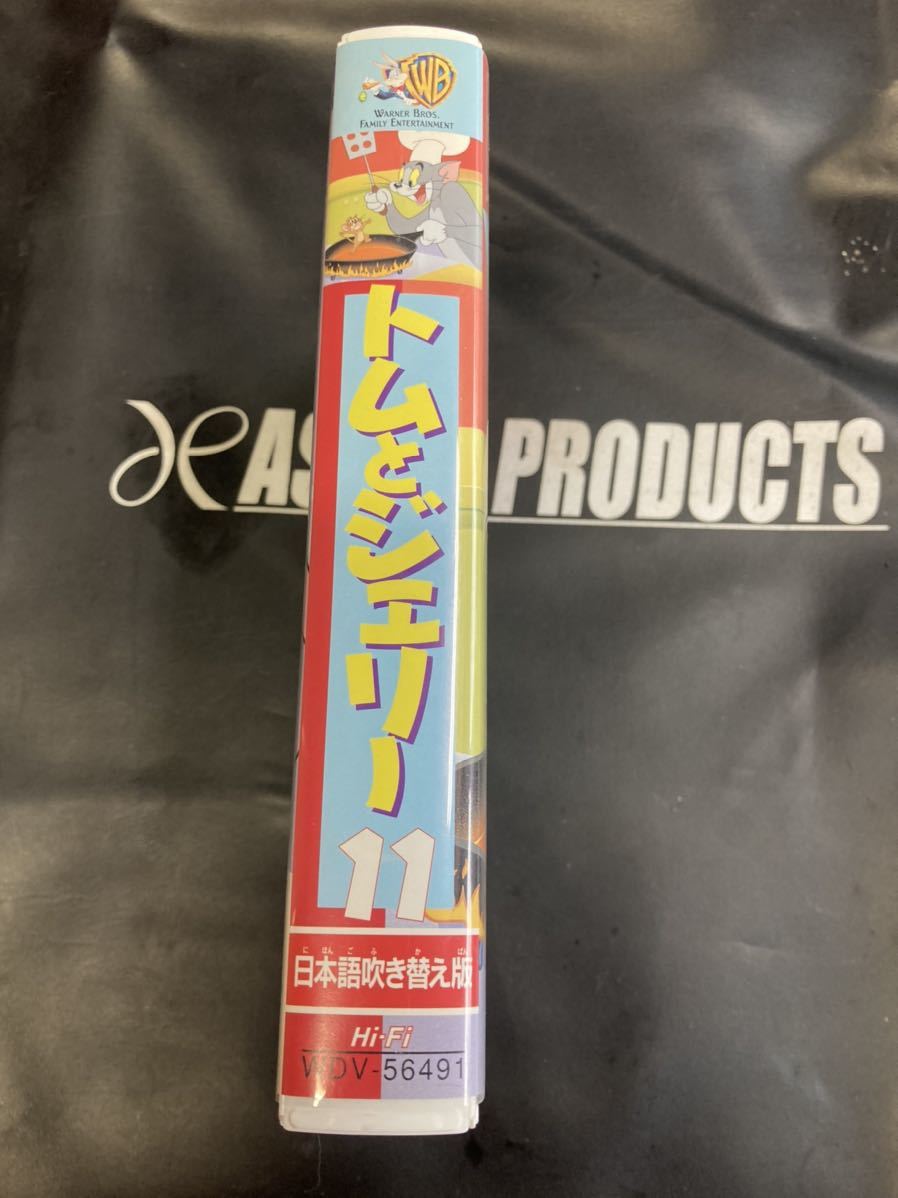 WB
WARNER BROS.
FAMILY ENTERTAINMENT
トムとジェリー
11
にほんごふかばん
日本語吹き替え版
Hi-Fi
WDV-56491
PRODUCTS